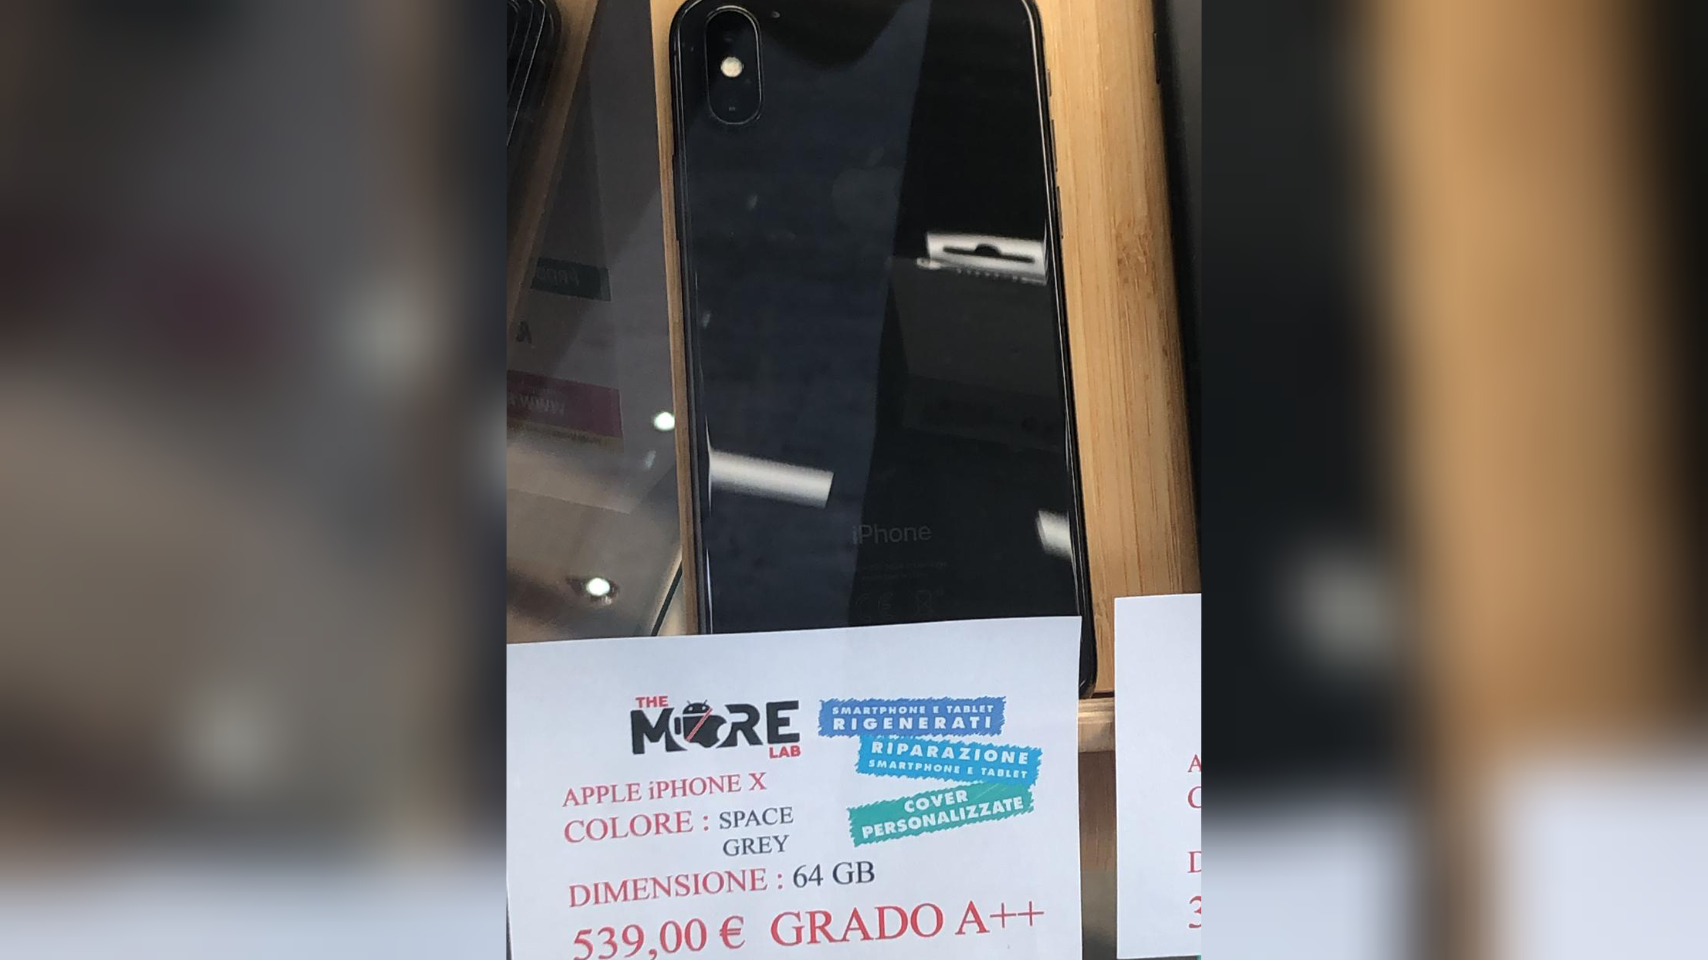 iPhone
THE
MORE
LAB
SMARTPHONE E TABLET
RIGENERATI
RIPARAZIONE
SMARTPHONE E TABLET
COVER
PERSONALIZZATE
APPLE iPHONE X
COLORE : SPACE
GREY
DIMENSIONE : 64 GB
539,00 € GRADO A++